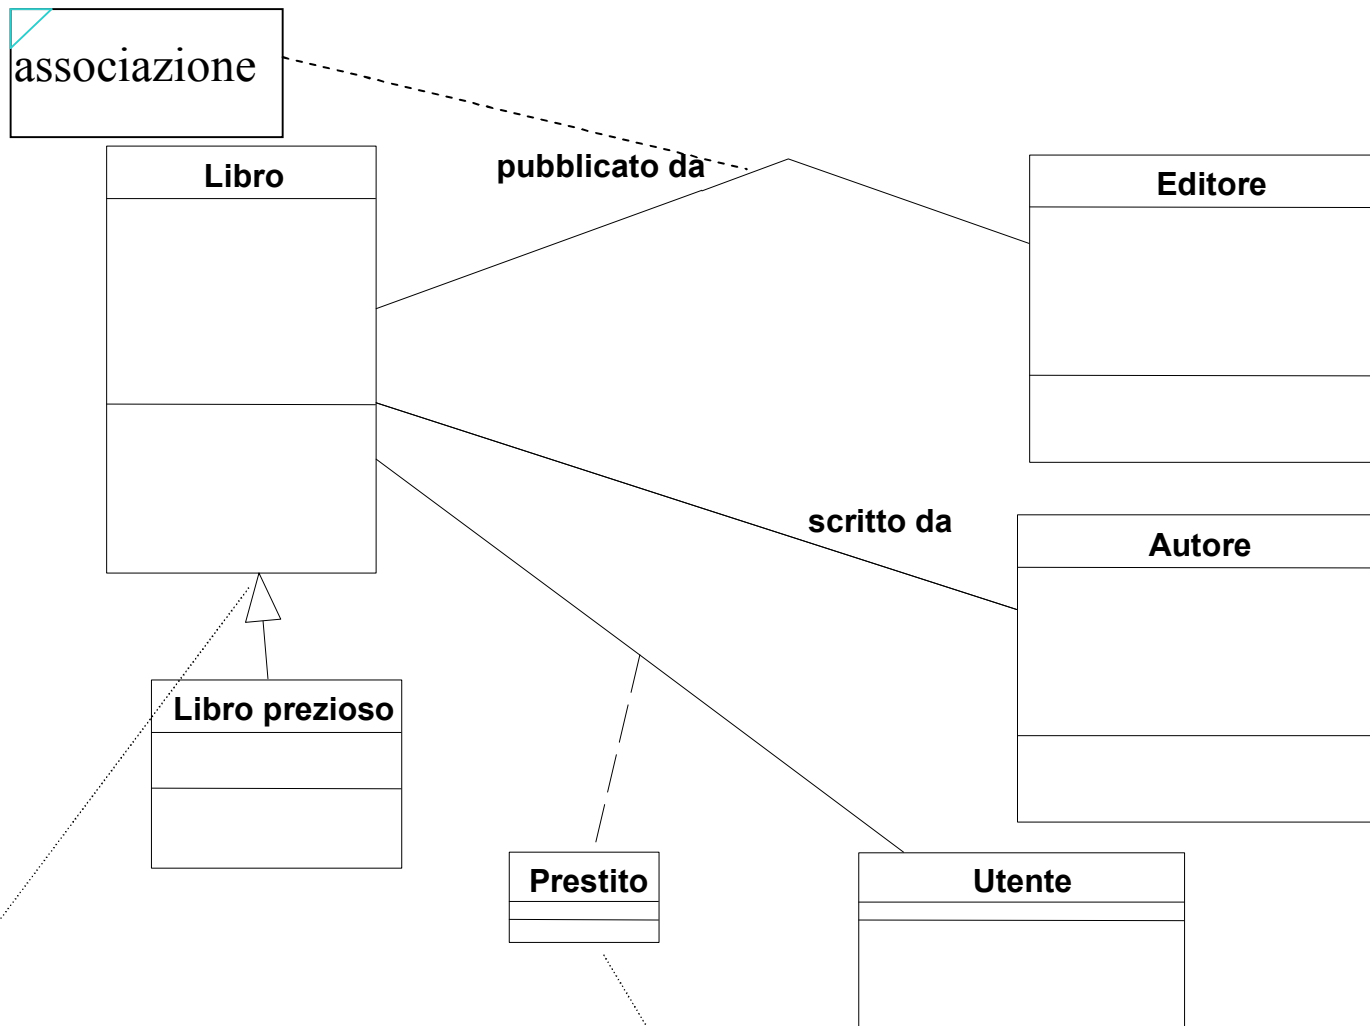 associazione
Libro
pubblicato da
Editore
scritto da
Autore
Libro prezioso
Prestito
Utente